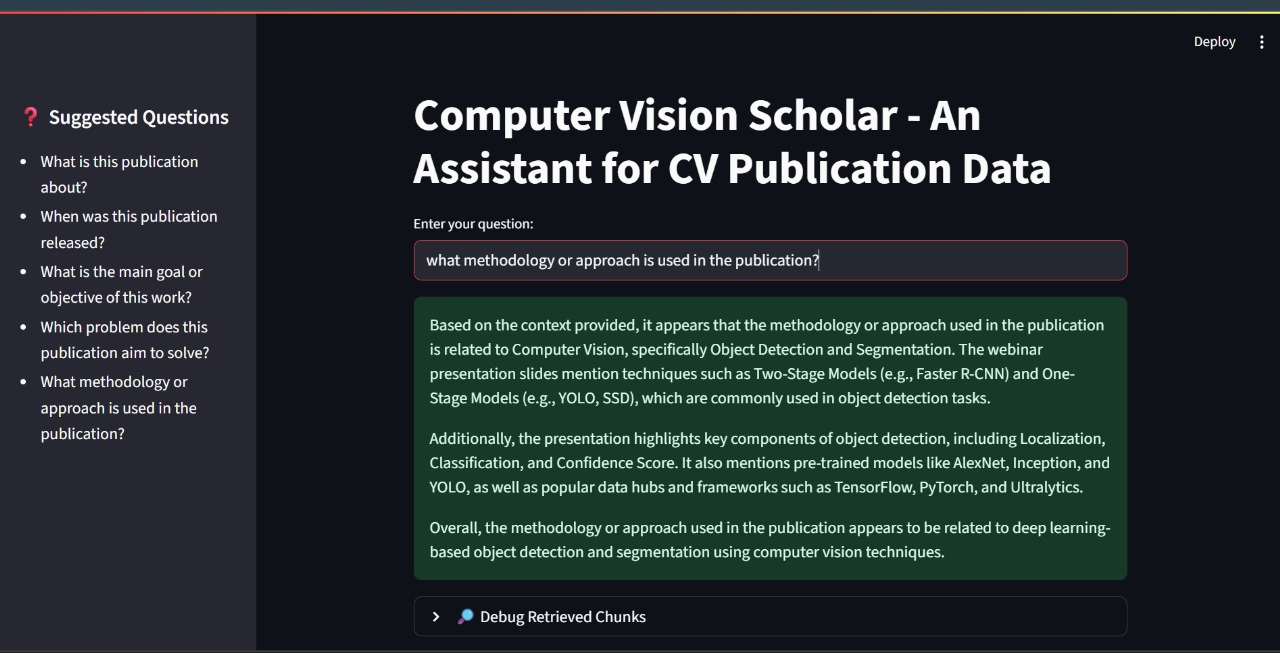 Deploy
❓ Suggested Questions
• What is this publication
about?
• When was this publication
released?
• What is the main goal or
objective of this work?
• Which problem does this
publication aim to solve?
• What methodology or
approach is used in the
publication?
Computer Vision Scholar - An
Assistant for CV Publication Data
Enter your question:
what methodology or approach is used in the publication?
Based on the context provided, it appears that the methodology or approach used in the publication
is related to Computer Vision, specifically Object Detection and Segmentation. The webinar
presentation slides mention techniques such as Two-Stage Models (e.g., Faster R-CNN) and One-
Stage Models (e.g., YOLO, SSD), which are commonly used in object detection tasks.
Additionally, the presentation highlights key components of object detection, including Localization,
Classification, and Confidence Score. It also mentions pre-trained models like AlexNet, Inception, and
YOLO, as well as popular data hubs and frameworks such as TensorFlow, PyTorch, and Ultralytics.
Overall, the methodology or approach used in the publication appears to be related to deep learning-
based object detection and segmentation using computer vision techniques.
🔎 Debug Retrieved Chunks